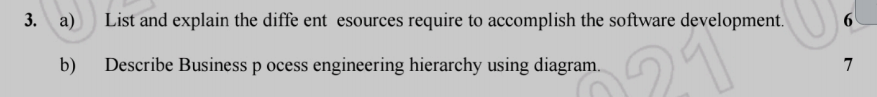 3. a) List and explain the diffe ent esources require to accomplish the software development. 6
b) Describe Business p ocess engineering hierarchy using diagram. 7
021